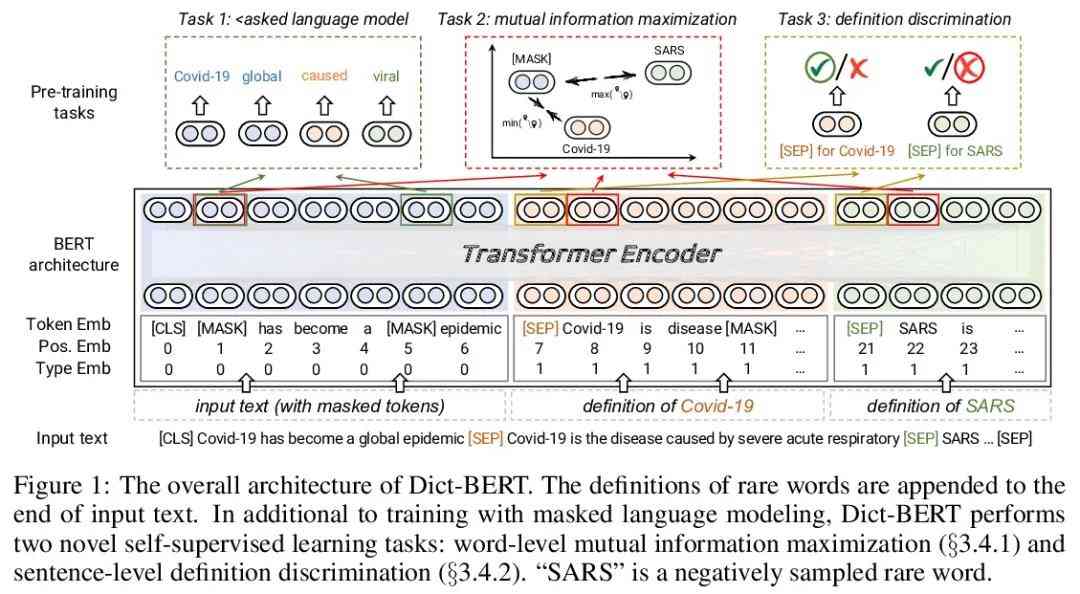 Task 1: <asked language model
Task 2: mutual information maximization
Task 3: definition discrimination
Pre-training
tasks
Covid-19 global caused viral
[MASK]
SARS
max(
min(
Covid-19
[SEP] for Covid-19
[SEP] for SARS
BERT
architecture
Transformer Encoder
Token Emb
[CLS] [MASK] has become a [MASK] epidemic
[SEP] Covid-19 is disease [MASK] ...
[SEP] SARS is ...
Pos. Emb
0 1 2 3 4 5 6
7 8 9 10 11 ...
21 22 23 ...
Type Emb
0 0 0 0 0 0 0
1 1 1 1 1 ...
1 1 1 ...
input text (with masked tokens)
definition of Covid-19
definition of SARS
Input text
[CLS] Covid-19 has become a global epidemic [SEP] Covid-19 is the disease caused by severe acute respiratory [SEP] SARS ... [SEP]
Figure 1: The overall architecture of Dict-BERT. The definitions of rare words are appended to the
end of input text. In additional to training with masked language modeling, Dict-BERT performs
two novel self-supervised learning tasks: word-level mutual information maximization (§3.4.1) and
sentence-level definition discrimination (§3.4.2). “SARS” is a negatively sampled rare word.